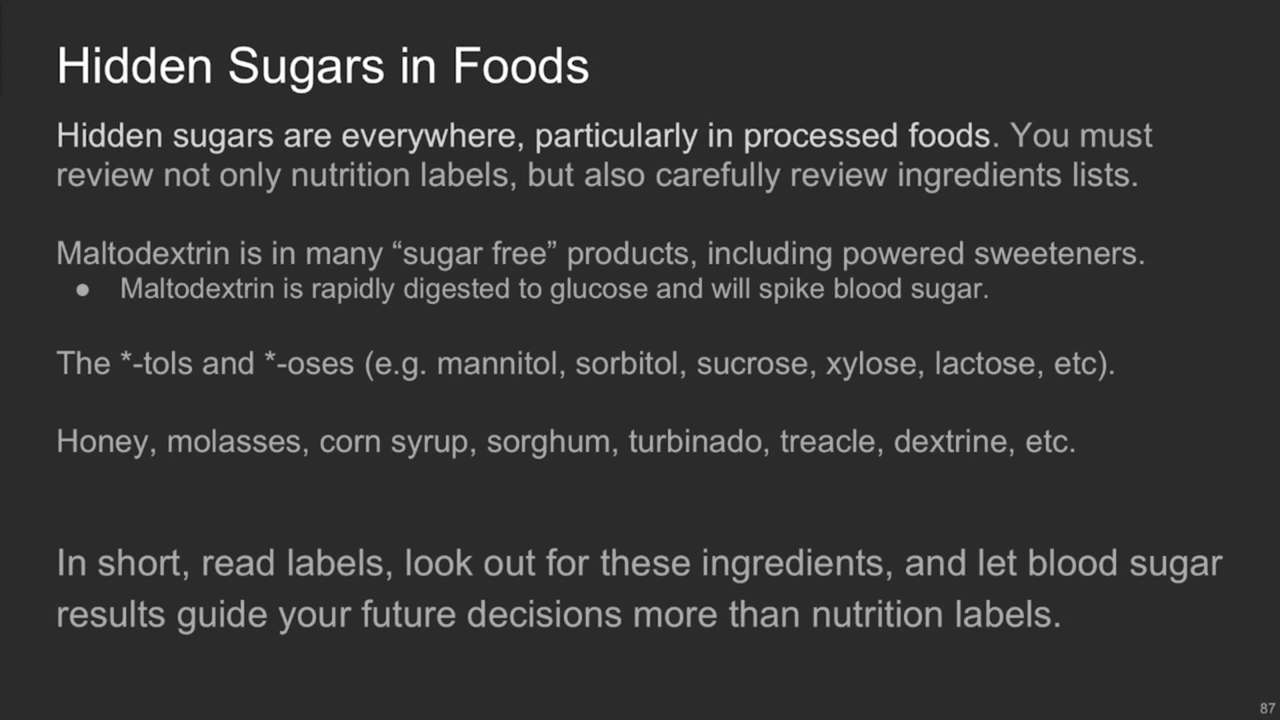 Hidden Sugars in Foods
Hidden sugars are everywhere, particularly in processed foods. You must
review not only nutrition labels, but also carefully review ingredients lists.
Maltodextrin is in many “sugar free” products, including powered sweeteners.
● Maltodextrin is rapidly digested to glucose and will spike blood sugar.
The *-tols and *-oses (e.g. mannitol, sorbitol, sucrose, xylose, lactose, etc).
Honey, molasses, corn syrup, sorghum, turbinado, treacle, dextrine, etc.
In short, read labels, look out for these ingredients, and let blood sugar
results guide your future decisions more than nutrition labels.
87